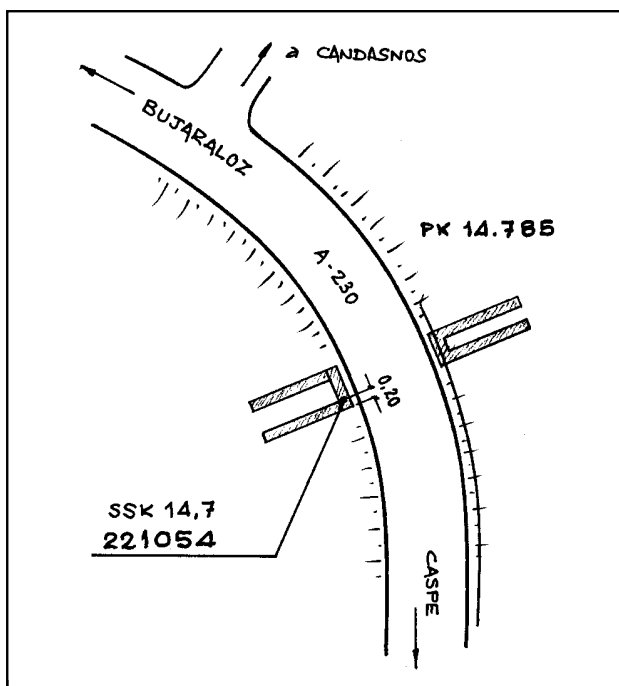 a CANDASNOS
BUJARALOZ
PK 14.785
A-230
0,20
SSK 14,7
221054
CASPE